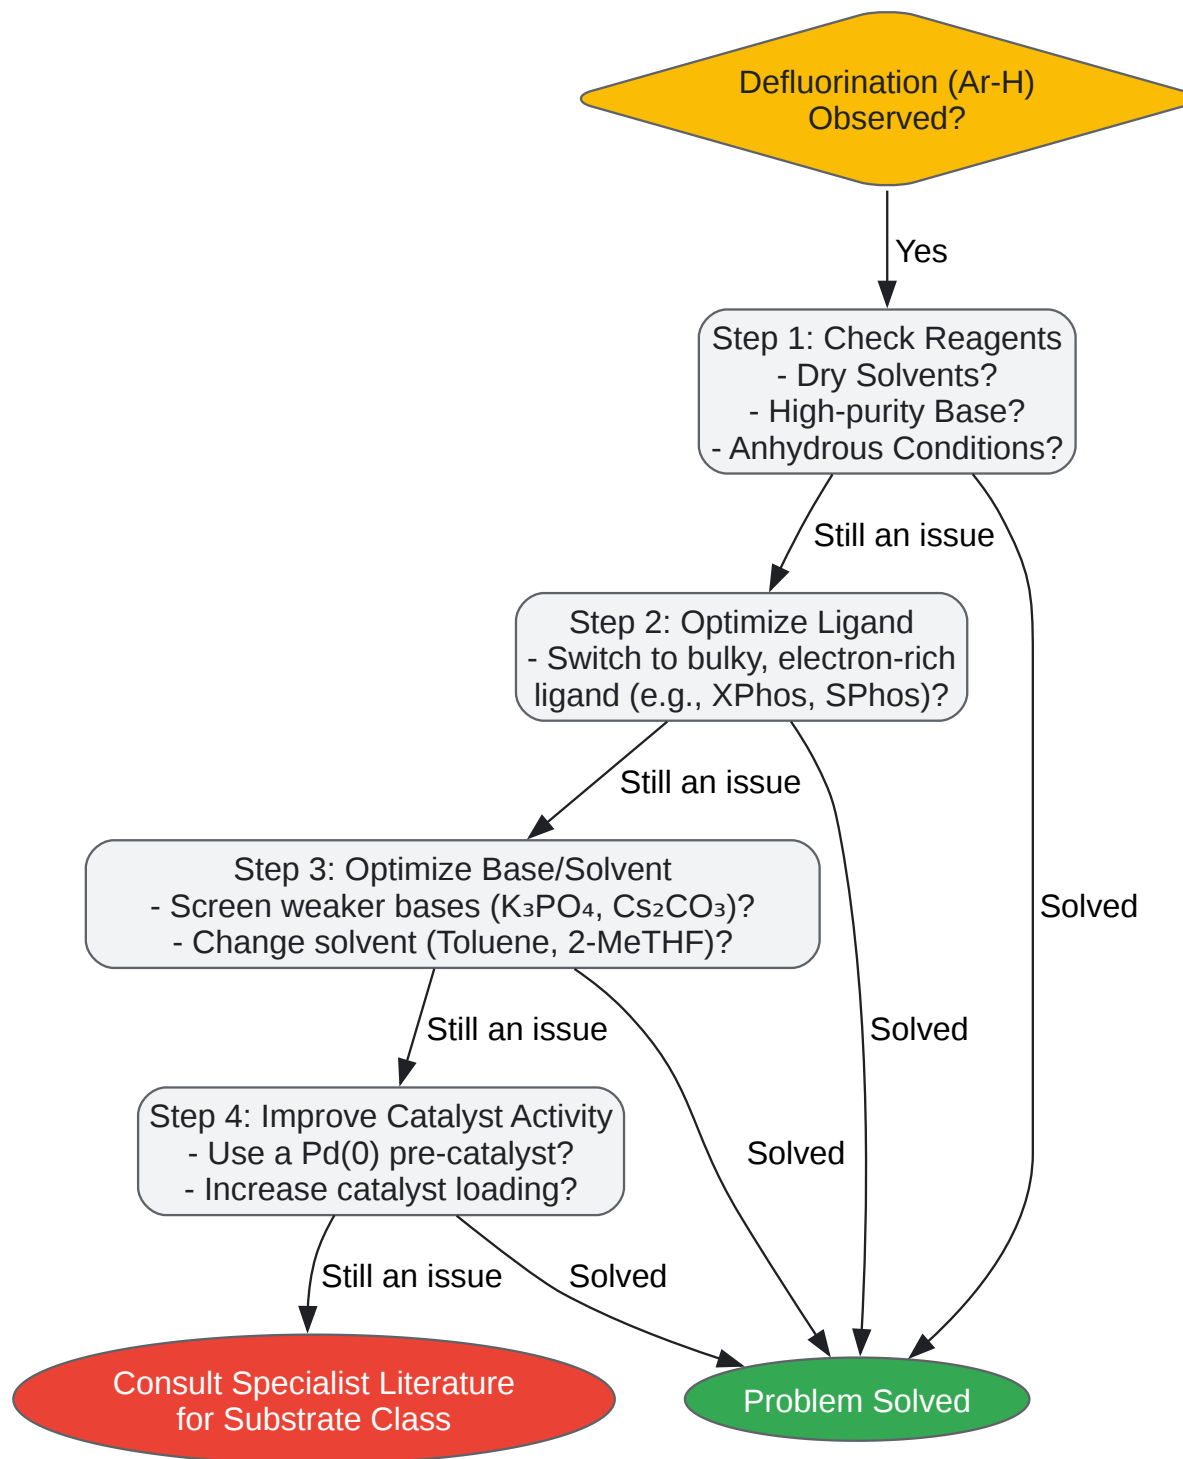 Defluorination (Ar-H)
Observed?
Yes
Step 1: Check Reagents
- Dry Solvents?
- High-purity Base?
- Anhydrous Conditions?
Still an issue
Step 2: Optimize Ligand
- Switch to bulky, electron-rich
ligand (e.g., XPhos, SPhos)?
Still an issue
Step 3: Optimize Base/Solvent
- Screen weaker bases (K₃PO₄, Cs₂CO₃)?
- Change solvent (Toluene, 2-MeTHF)?
Solved
Still an issue
Solved
Step 4: Improve Catalyst Activity
- Use a Pd(0) pre-catalyst?
- Increase catalyst loading?
Solved
Still an issue
Solved
Consult Specialist Literature
for Substrate Class
Problem Solved